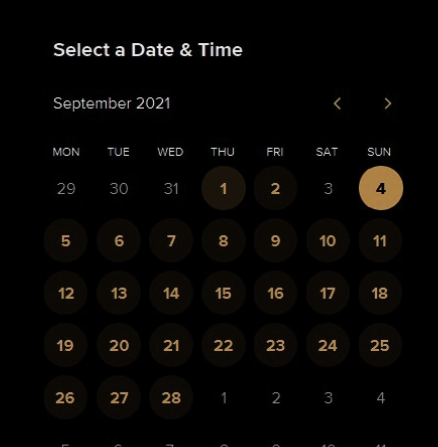 Select a Date & Time
September 2021 < >
MON TUE WED THU FRI SAT SUN
29 30 31 1 2 3 4
5 6 7 8 9 10 11
12 13 14 15 16 17 18
19 20 21 22 23 24 25
26 27 28 1 2 3 4